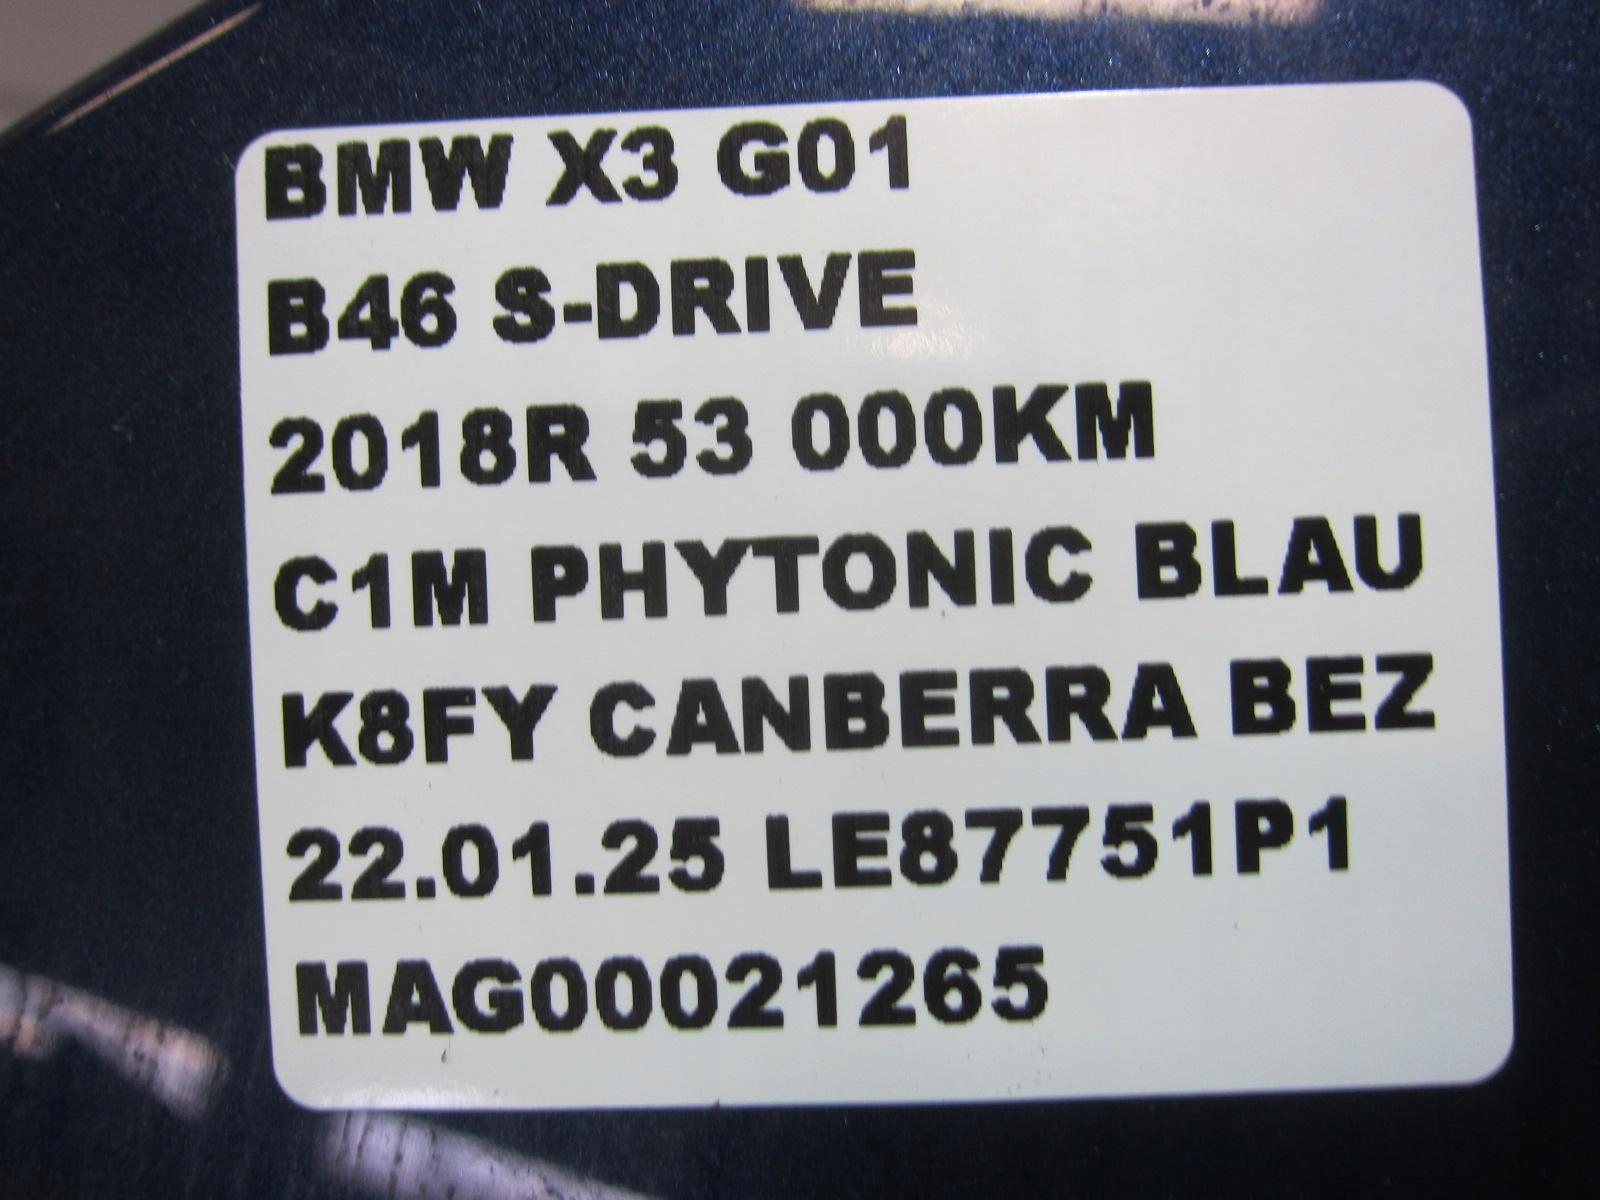 BMW X3 G01
B46 S-DRIVE
2018R 53 000KM
C1M PHYTONIC BLAU
K8FY CANBERRA BEZ
22.01.25 LE87751P1
MAG00021265